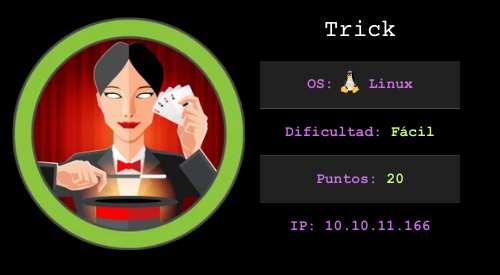 Trick
OS: Linux
Dificultad: Fácil
Puntos: 20
IP: 10.10.11.166